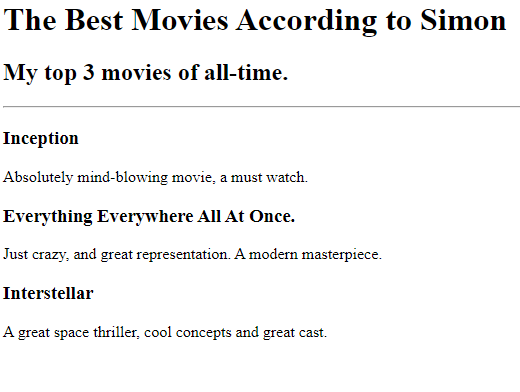 The Best Movies According to Simon
My top 3 movies of all-time.
Inception
Absolutely mind-blowing movie, a must watch.
Everything Everywhere All At Once.
Just crazy, and great representation. A modern masterpiece.
Interstellar
A great space thriller, cool concepts and great cast.